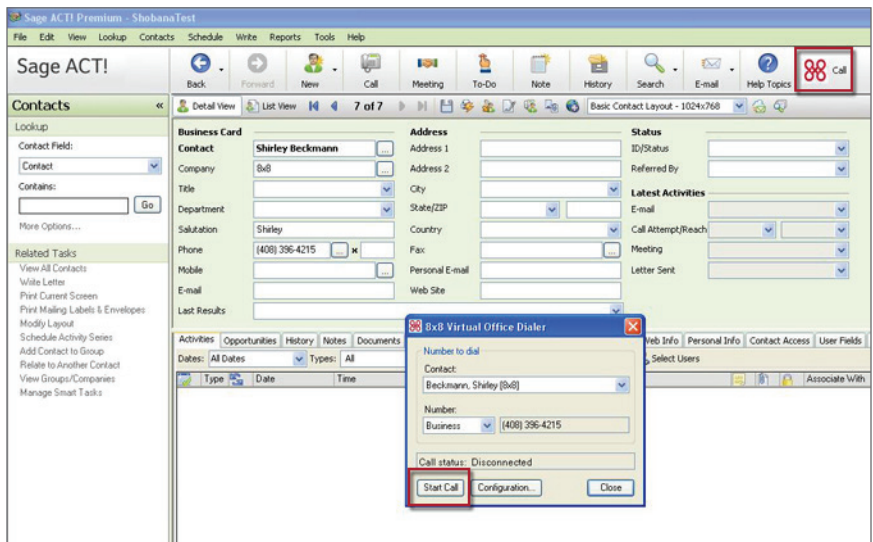 Sage ACT! Premium - ShobanaTest
File Edit View Lookup Contacts Schedule Write Reports Tools Help
Sage ACT!
Back Forward New Call Meeting To-Do Note History Search E-mail Help Topics Call
Contacts «
Detail View List View 7 of 7 Basic Contact Layout - 1024x768
Lookup
Contact Field:
Contact
Contains:
Go
More Options...
Related Tasks
View All Contacts
Write Letter
Print Current Screen
Print Mailing Labels & Envelopes
Modify Layout
Schedule Activity Series
Add Contact to Group
Relate to Another Contact
View Groups/Companies
Manage Smart Tasks
Business Card
Contact Shirley Beckmann ...
Company 8x8 ...
Title
Department
Salutation Shirley
Phone (408) 396-4215 ... x
Mobile ...
E-mail
Last Results
Address
Address 1
Address 2
City
State/ZIP
Country
Fax ...
Personal E-mail
Web Site
Status
ID/Status
Referred By
Latest Activities
E-mail
Call Attempt/Reach
Meeting
Letter Sent
Activities Opportunities History Notes Documents Web Info Personal Info Contact Access User Fields
Dates: All Dates Types: All Select Users
Type Date Time Associate With
8x8 Virtual Office Dialer
Number to dial
Contact:
Beckmann, Shirley [8x8]
Number:
Business (408) 396-4215
Call status: Disconnected
Start Call Configuration... Close